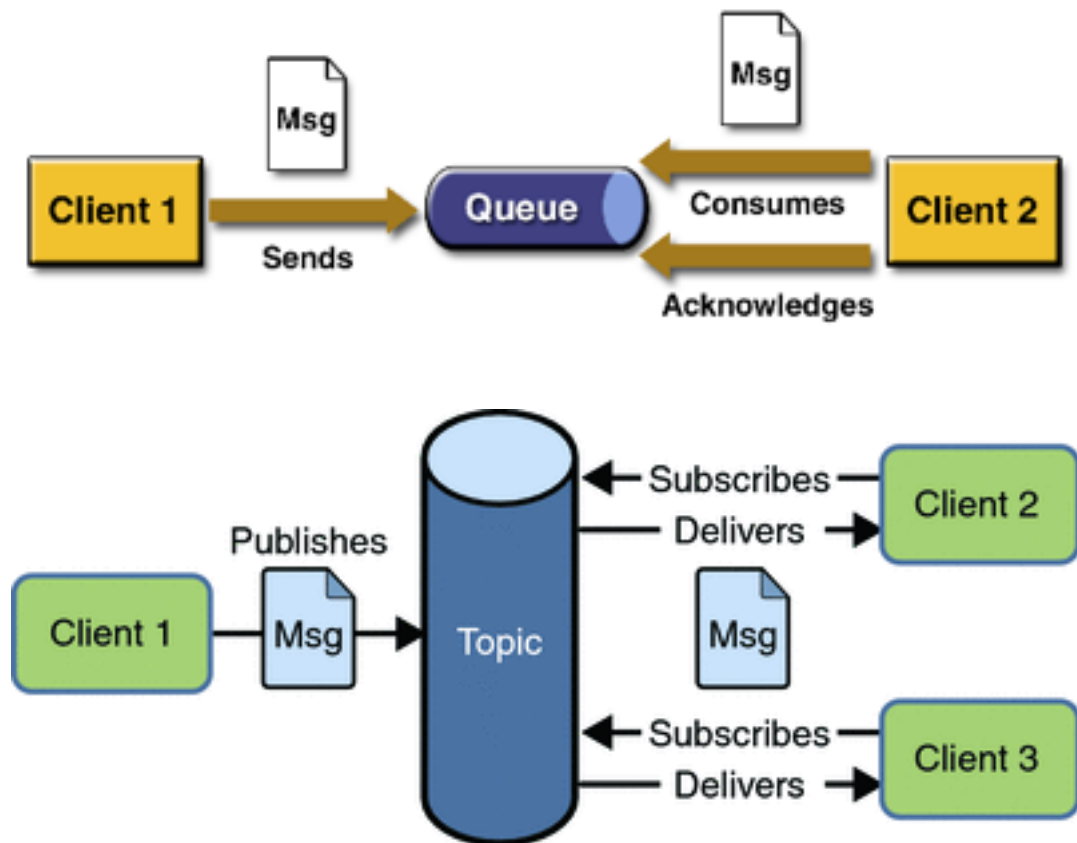 Msg
Msg
Client 1
Queue
Client 2
Sends
Consumes
Acknowledges
Publishes
Client 1
Msg
Topic
Subscribes
Delivers
Client 2
Msg
Subscribes
Delivers
Client 3